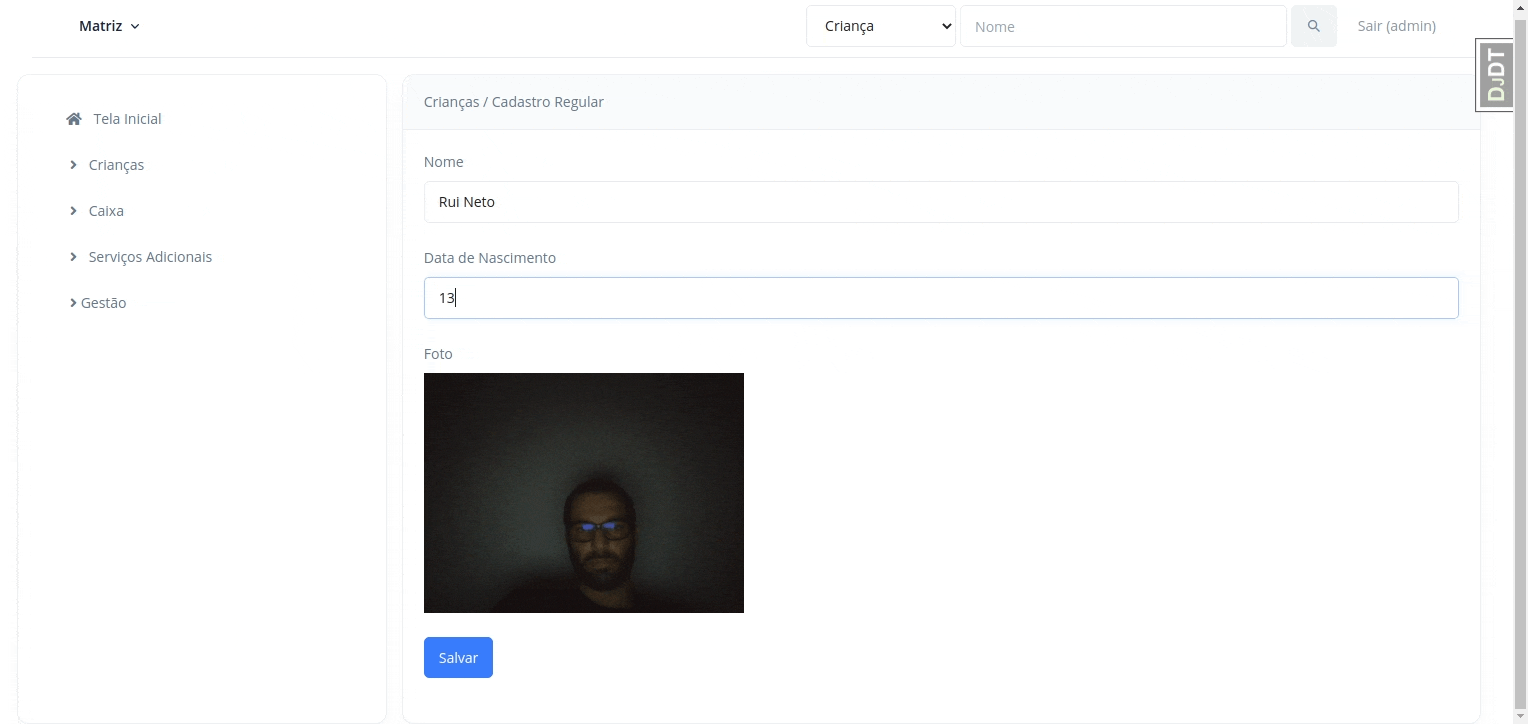 Matriz
Criança
Nome
Sair (admin)
DJDT
Tela Inicial
Crianças
Caixa
Serviços Adicionais
Gestão
Crianças / Cadastro Regular
Nome
Rui Neto
Data de Nascimento
13
Foto
Salvar